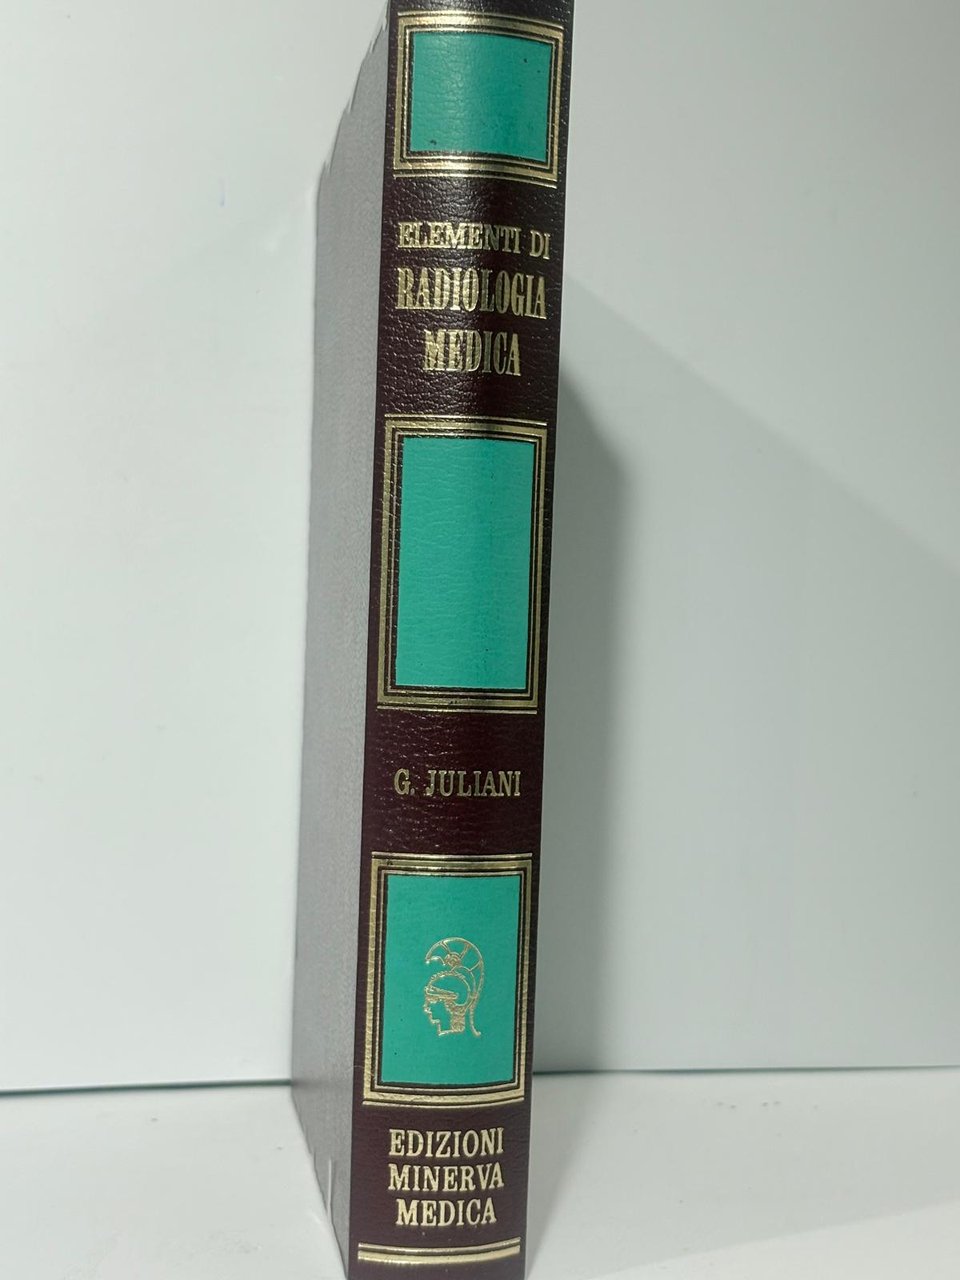 ELEMENTI DI
RADIOLOGIA
MEDICA
G. JULIANI
EDIZIONI
MINERVA
MEDICA